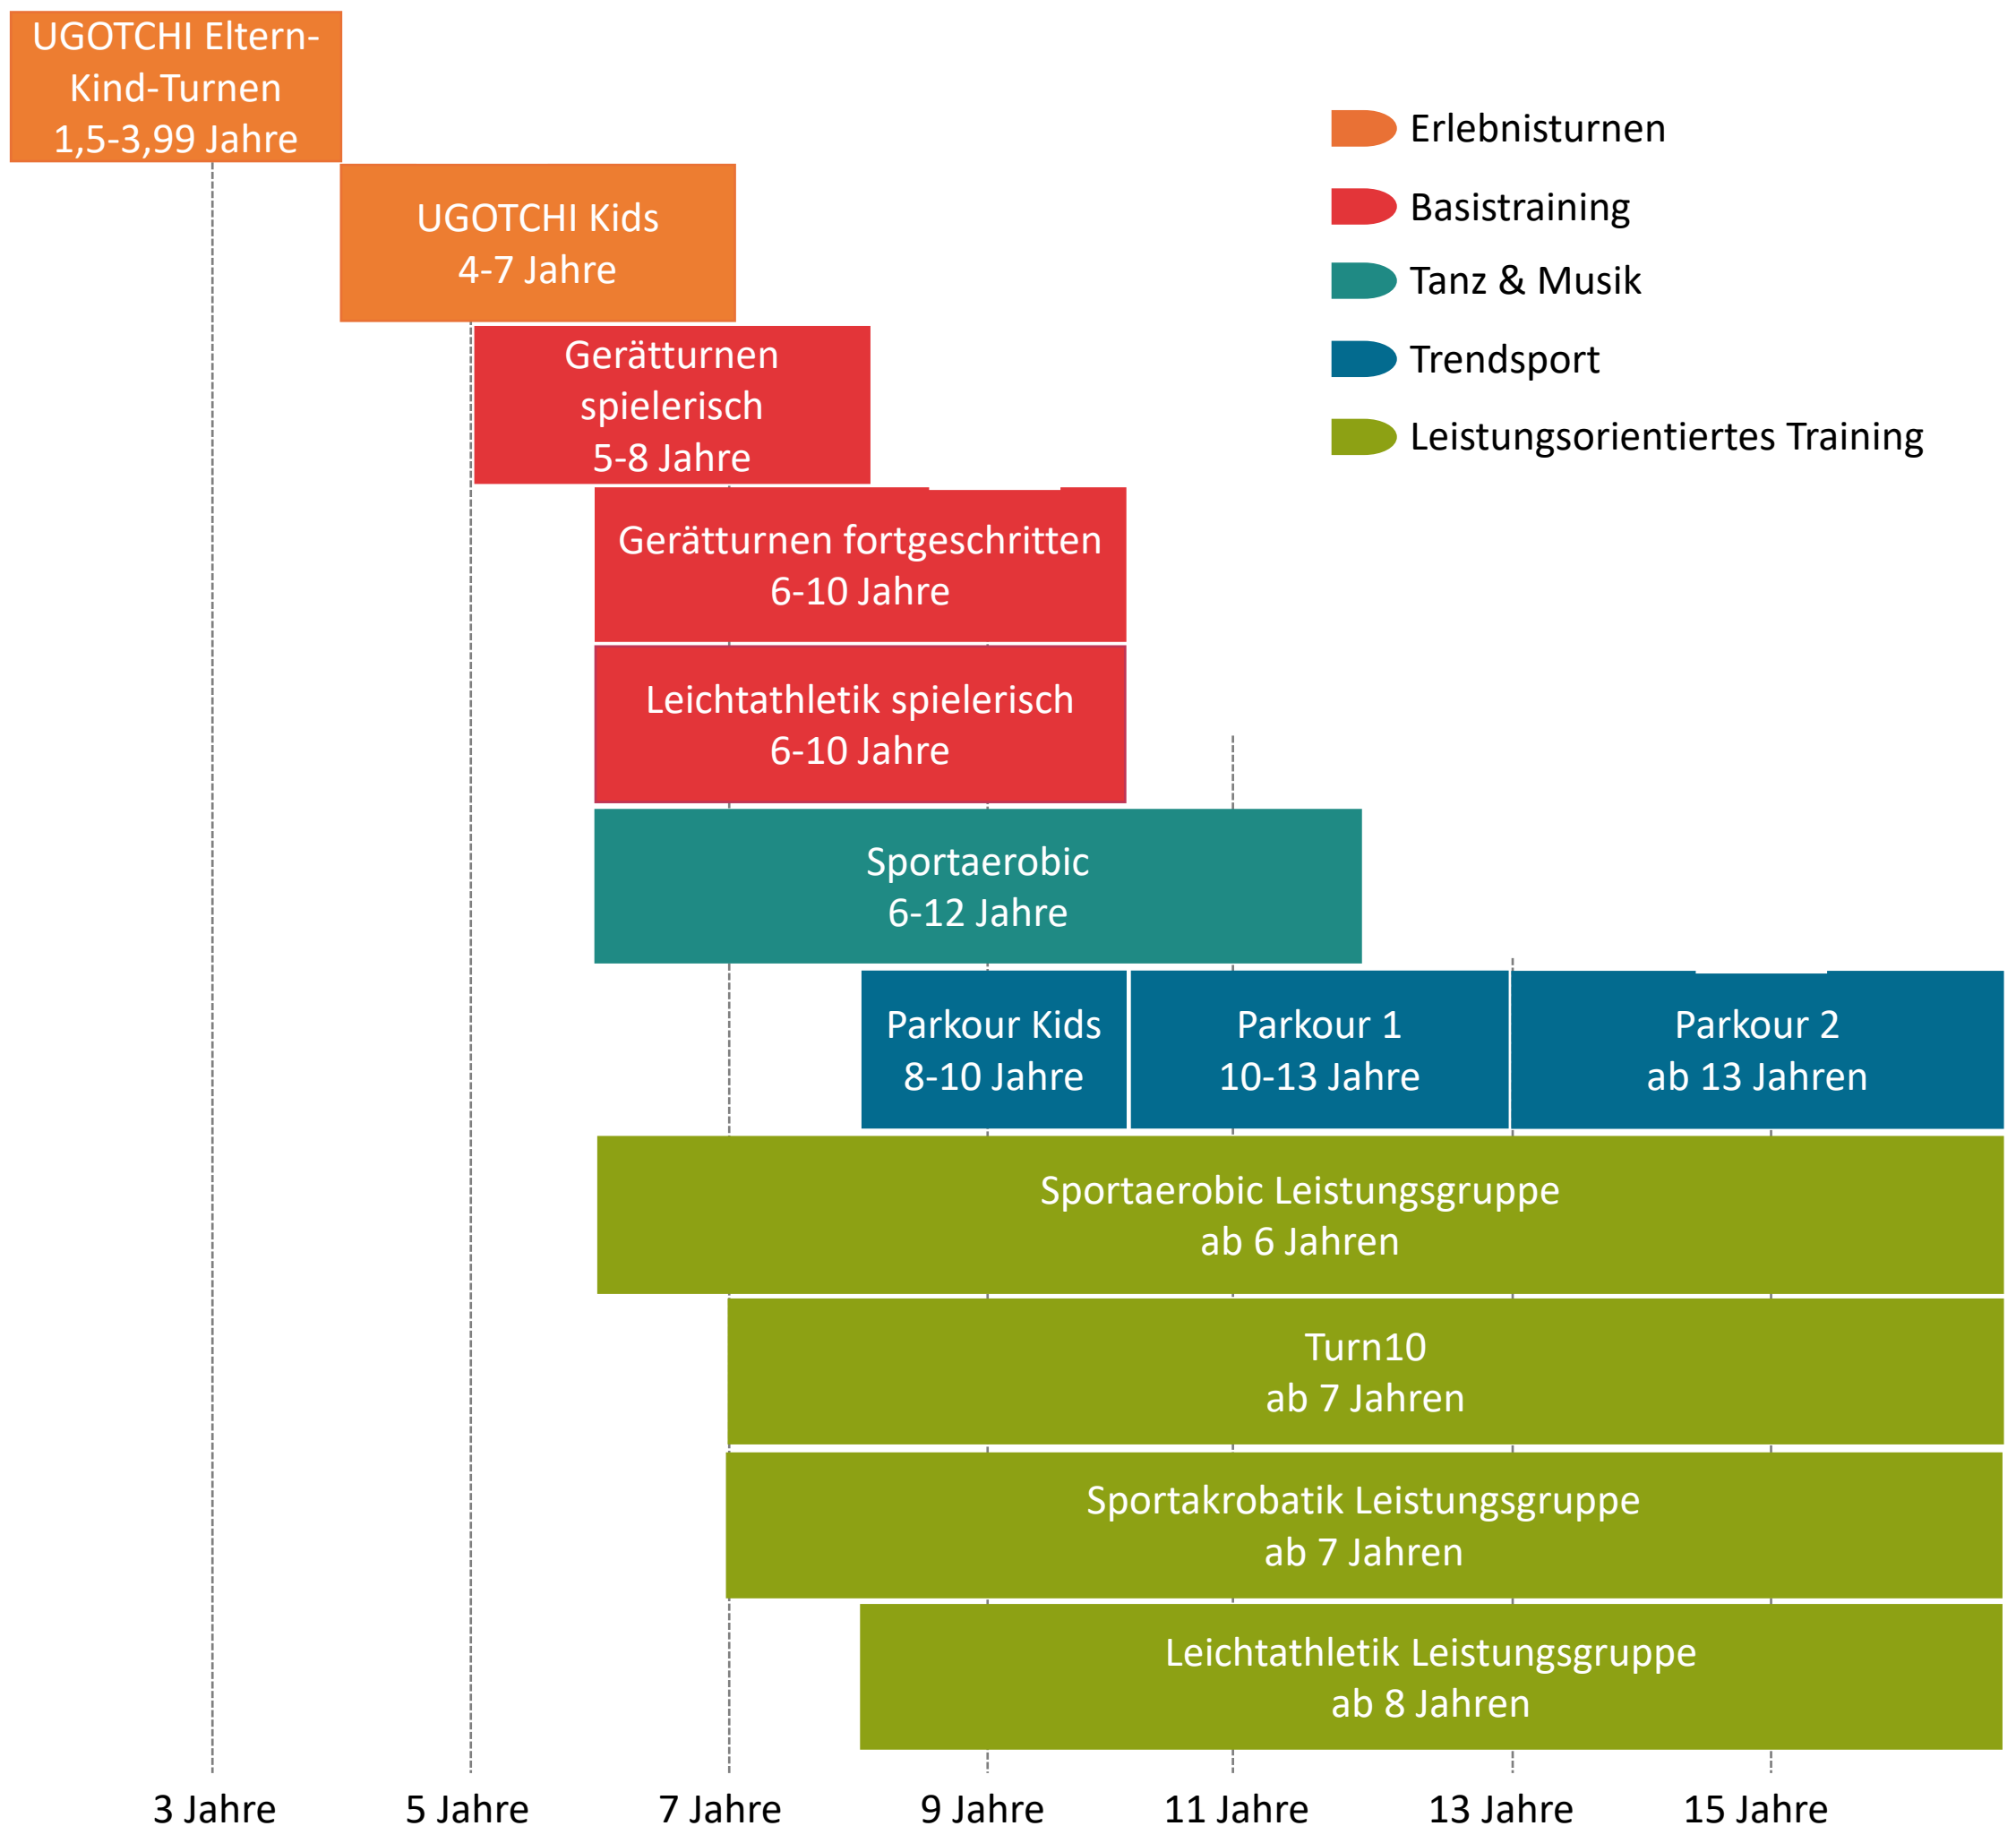 UGOTCHI Eltern-
Kind-Turnen
1,5-3,99 Jahre
UGOTCHI Kids
4-7 Jahre
Erlebnisturnen
Basistraining
Tanz & Musik
Trendsport
Leistungsorientiertes Training
Gerätturnen
spielerisch
5-8 Jahre
Gerätturnen fortgeschritten
6-10 Jahre
Leichtathletik spielerisch
6-10 Jahre
Sportaerobic
6-12 Jahre
Parkour Kids
8-10 Jahre
Parkour 1
10-13 Jahre
Parkour 2
ab 13 Jahren
Sportaerobic Leistungsgruppe
ab 6 Jahren
Turn10
ab 7 Jahren
Sportakrobatik Leistungsgruppe
ab 7 Jahren
Leichtathletik Leistungsgruppe
ab 8 Jahren
3 Jahre
5 Jahre
7 Jahre
9 Jahre
11 Jahre
13 Jahre
15 Jahre